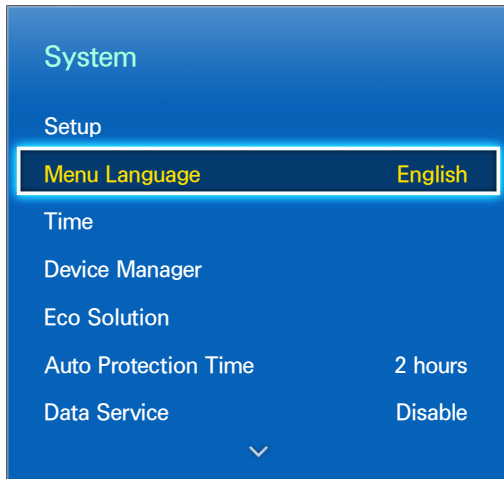 System
Setup
Menu Language English
Time
Device Manager
Eco Solution
Auto Protection Time 2 hours
Data Service Disable